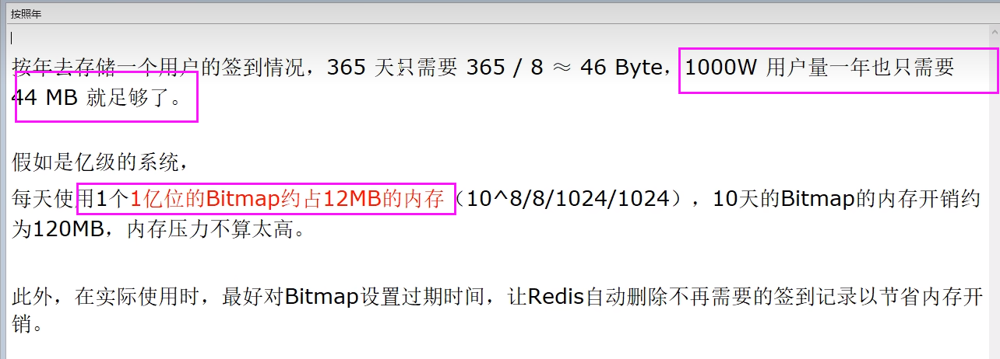 按照年
按年去存储一个用户的签到情况，365 天只需要 365 / 8 ≈ 46 Byte，1000W 用户量一年也只需要
44 MB 就足够了。
假如是亿级的系统，
每天使用1个1亿位的Bitmap约占12MB的内存（10^8/8/1024/1024），10天的Bitmap的内存开销约
为120MB，内存压力不算太高。
此外，在实际使用时，最好对Bitmap设置过期时间，让Redis自动删除不再需要的签到记录以节省内存开
销。